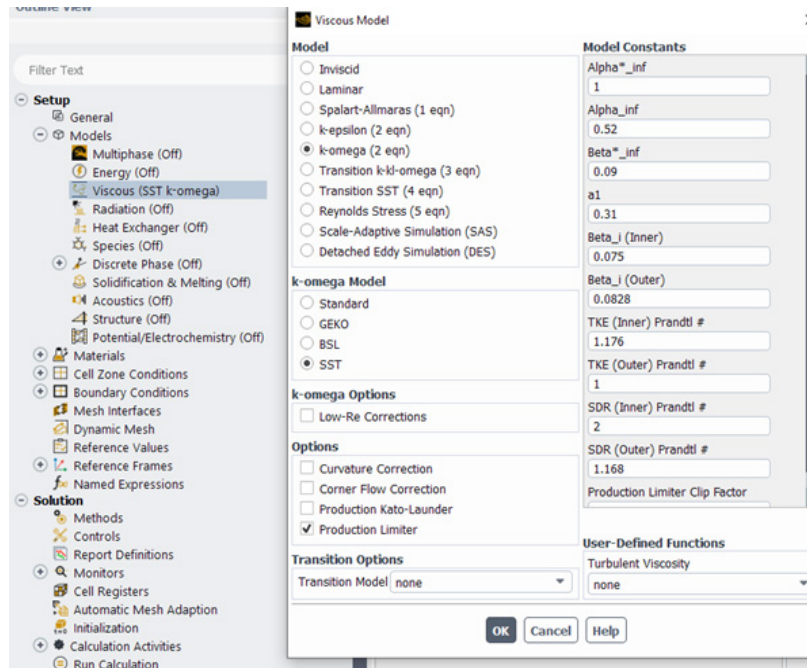 Outline View
Filter Text
Setup
General
Models
Multiphase (Off)
Energy (Off)
Viscous (SST k-omega)
Radiation (Off)
Heat Exchanger (Off)
Species (Off)
Discrete Phase (Off)
Solidification & Melting (Off)
Acoustics (Off)
Structure (Off)
Potential/Electrochemistry (Off)
Materials
Cell Zone Conditions
Boundary Conditions
Mesh Interfaces
Dynamic Mesh
Reference Values
Reference Frames
Named Expressions
Solution
Methods
Controls
Report Definitions
Monitors
Cell Registers
Automatic Mesh Adaption
Initialization
Calculation Activities
Run Calculation
Viscous Model
Model
Inviscid
Laminar
Spalart-Allmaras (1 eqn)
k-epsilon (2 eqn)
k-omega (2 eqn)
Transition k-kl-omega (3 eqn)
Transition SST (4 eqn)
Reynolds Stress (5 eqn)
Scale-Adaptive Simulation (SAS)
Detached Eddy Simulation (DES)
k-omega Model
Standard
GEKO
BSL
SST
k-omega Options
Low-Re Corrections
Options
Curvature Correction
Corner Flow Correction
Production Kato-Launder
Production Limiter
Transition Options
Transition Model none
Model Constants
Alpha*_inf
1
Alpha_inf
0.52
Beta*_inf
0.09
a1
0.31
Beta_i (Inner)
0.075
Beta_i (Outer)
0.0828
TKE (Inner) Prandtl #
1.176
TKE (Outer) Prandtl #
1
SDR (Inner) Prandtl #
2
SDR (Outer) Prandtl #
1.168
Production Limiter Clip Factor
User-Defined Functions
Turbulent Viscosity
none
OK Cancel Help